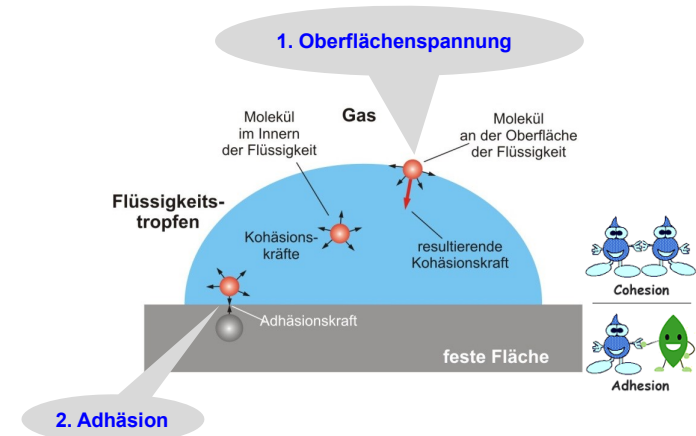 1. Oberflächenspannung
Molekül
im Innern
der Flüssigkeit
Gas
Molekül
an der Oberfläche
der Flüssigkeit
Flüssigkeits-
tropfen
Kohäsions-
kräfte
resultierende
Kohäsionskraft
Adhäsionskraft
feste Fläche
2. Adhäsion
Cohesion
Adhesion